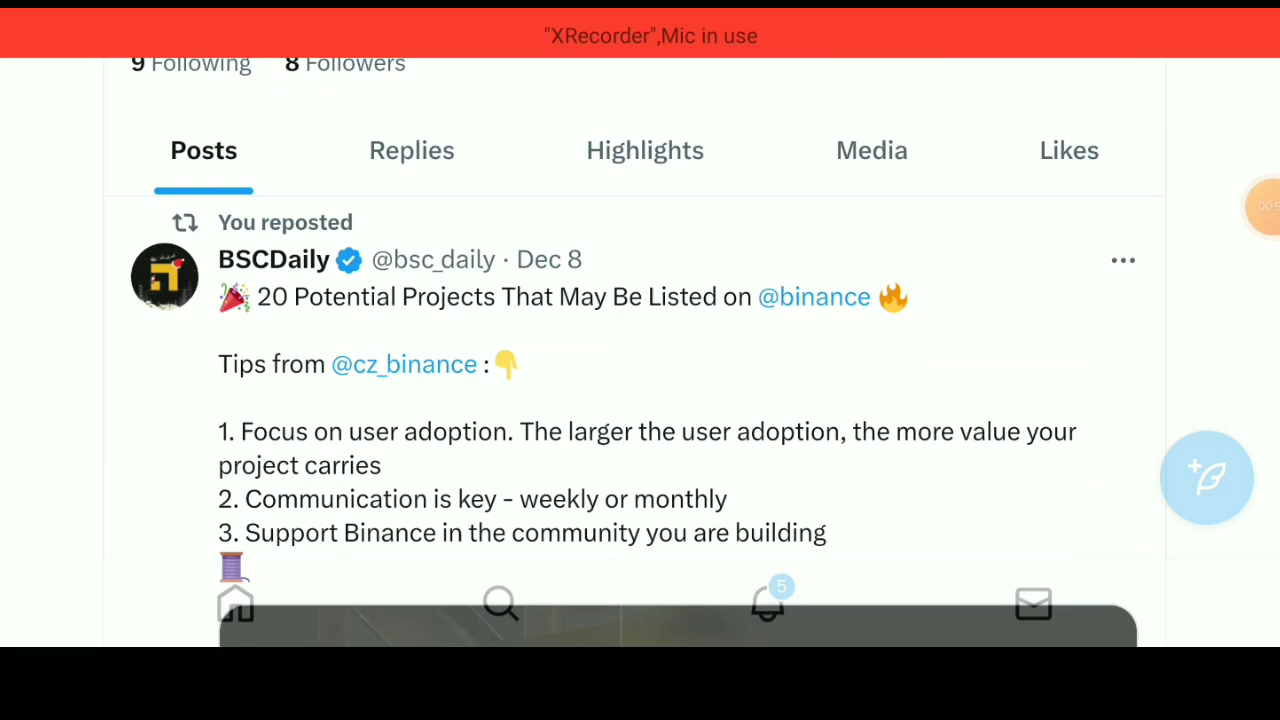 "XRecorder",Mic in use
9 Following 8 Followers
Posts Replies Highlights Media Likes
You reposted
BSCDaily @bsc_daily · Dec 8
🎉 20 Potential Projects That May Be Listed on @binance 🔥
Tips from @cz_binance : 👇
1. Focus on user adoption. The larger the user adoption, the more value your
project carries
2. Communication is key - weekly or monthly
3. Support Binance in the community you are building
🧵
5